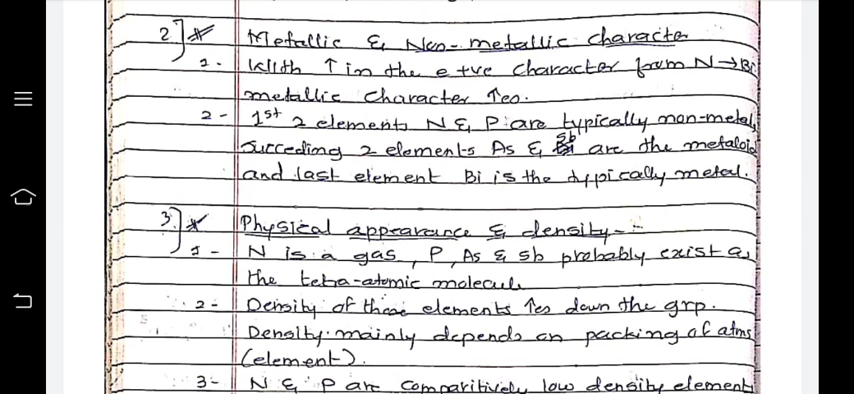 2] * Metallic & Non-metallic character
1. With ↑ in the e +ve character from N→Bi
metallic character ↑es.
2- 1st 2 elements N & P are typically non-metal,
succeding 2 elements As & Sb are the metaloid
and last element Bi is the typically metal.
3] * Physical appearance & density -:-
1- N is a gas, P, As & Sb probably exist as
the tetra-atomic molecule
2- Density of these elements ↑es down the grp.
Density mainly depends on packing of atms
(element).
3- N & P are comparitively low density element